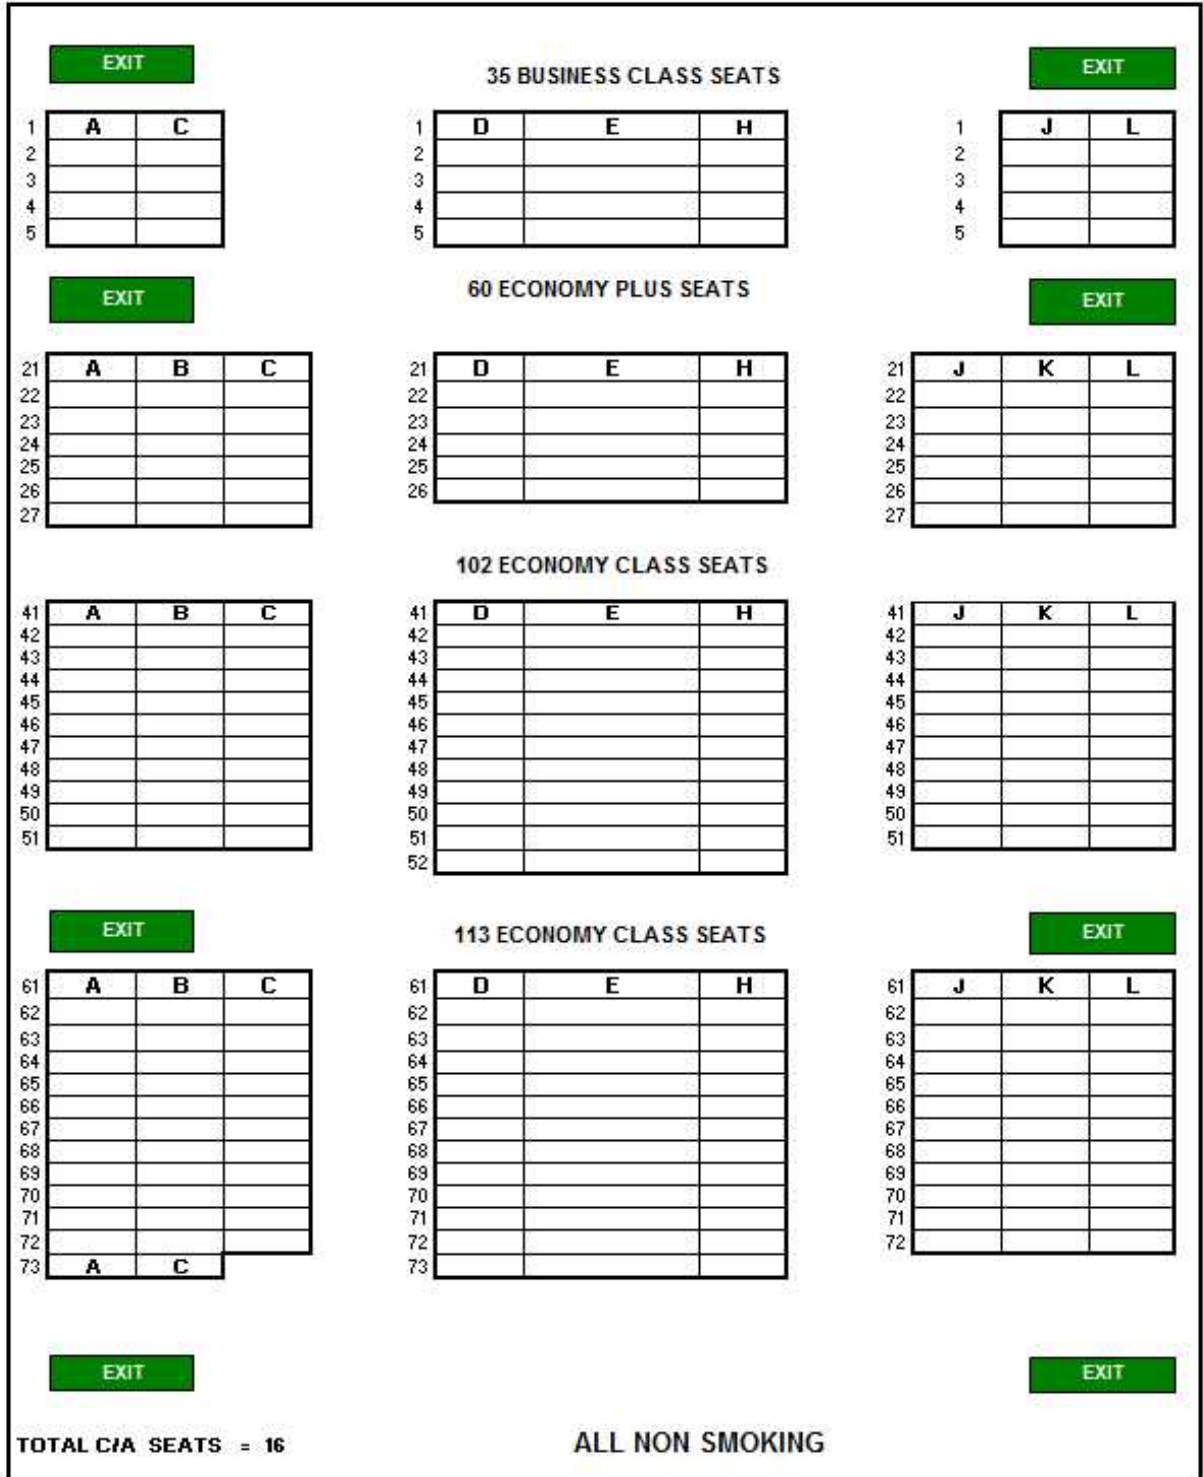 EXIT 35 BUSINESS CLASS SEATS EXIT
1 A C 1 D E H 1 J L
2 2 2
3 3 3
4 4 4
5 5 5
EXIT 60 ECONOMY PLUS SEATS EXIT
21 A B C 21 D E H 21 J K L
22 22 22
23 23 23
24 24 24
25 25 25
26 26 26
27 27
102 ECONOMY CLASS SEATS
41 A B C 41 D E H 41 J K L
42 42 42
43 43 43
44 44 44
45 45 45
46 46 46
47 47 47
48 48 48
49 49 49
50 50 50
51 51 51
52
EXIT 113 ECONOMY CLASS SEATS EXIT
61 A B C 61 D E H 61 J K L
62 62 62
63 63 63
64 64 64
65 65 65
66 66 66
67 67 67
68 68 68
69 69 69
70 70 70
71 71 71
72 72 72
73 A C 73
EXIT EXIT
TOTAL C/A SEATS = 16 ALL NON SMOKING